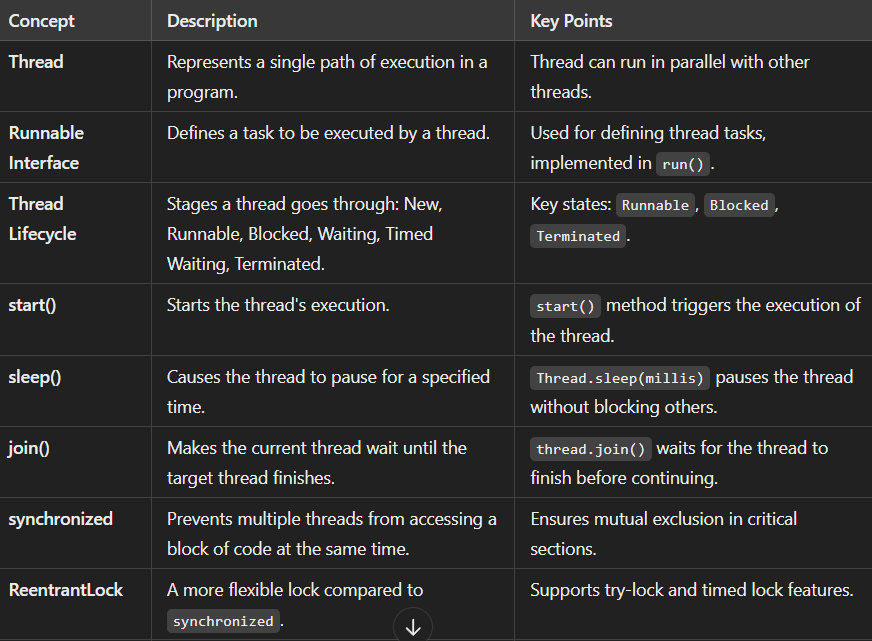 Concept Description Key Points
Thread Represents a single path of execution in a Thread can run in parallel with other
program. threads.
Runnable Defines a task to be executed by a thread. Used for defining thread tasks,
Interface implemented in run().
Thread Stages a thread goes through: New, Key states: Runnable, Blocked,
Lifecycle Runnable, Blocked, Waiting, Timed Terminated.
Waiting, Terminated.
start() Starts the thread's execution. start() method triggers the execution of
the thread.
sleep() Causes the thread to pause for a specified Thread.sleep(millis) pauses the thread
time. without blocking others.
join() Makes the current thread wait until the thread.join() waits for the thread to
target thread finishes. finish before continuing.
synchronized Prevents multiple threads from accessing a Ensures mutual exclusion in critical
block of code at the same time. sections.
ReentrantLock A more flexible lock compared to Supports try-lock and timed lock features.
synchronized.